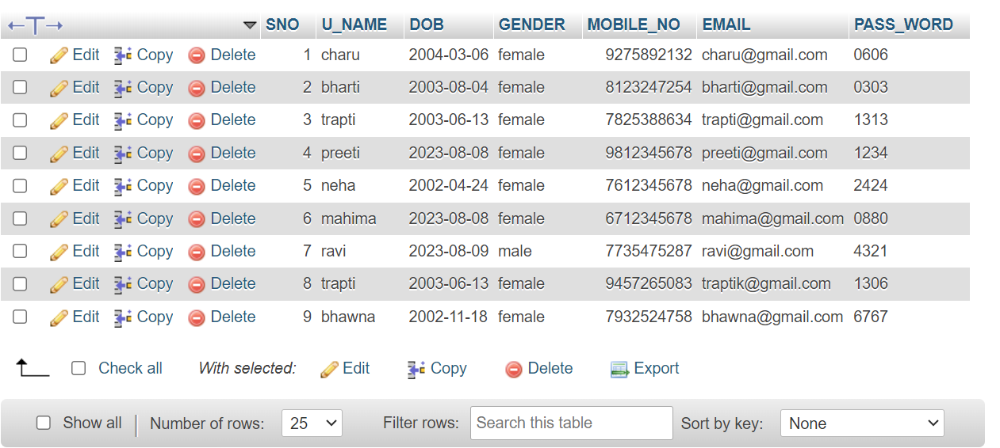 SNO U_NAME DOB GENDER MOBILE_NO EMAIL PASS_WORD
Edit Copy Delete 1 charu 2004-03-06 female 9275892132 charu@gmail.com 0606
Edit Copy Delete 2 bharti 2003-08-04 female 8123247254 bharti@gmail.com 0303
Edit Copy Delete 3 trapti 2003-06-13 female 7825388634 trapti@gmail.com 1313
Edit Copy Delete 4 preeti 2023-08-08 female 9812345678 preeti@gmail.com 1234
Edit Copy Delete 5 neha 2002-04-24 female 7612345678 neha@gmail.com 2424
Edit Copy Delete 6 mahima 2023-08-08 female 6712345678 mahima@gmail.com 0880
Edit Copy Delete 7 ravi 2023-08-09 male 7735475287 ravi@gmail.com 4321
Edit Copy Delete 8 trapti 2003-06-13 female 9457265083 traptik@gmail.com 1306
Edit Copy Delete 9 bhawna 2002-11-18 female 7932524758 bhawna@gmail.com 6767
Check all With selected: Edit Copy Delete Export
Show all Number of rows: 25 Filter rows: Search this table Sort by key: None